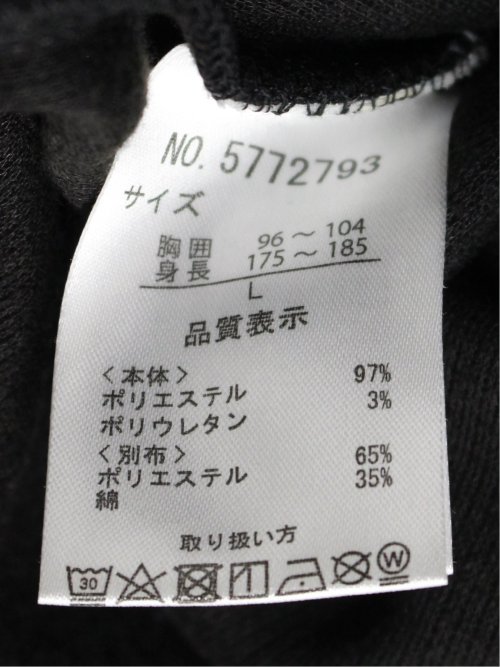 NO. 5772793
サイズ
胸囲 96～104
身長 175～185
L
品質表示
＜本体＞
ポリエステル 97%
ポリウレタン 3%
＜別布＞
ポリエステル 65%
綿 35%
取り扱い方
30
W